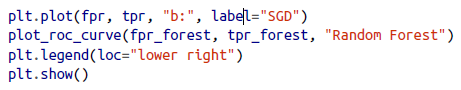 plt.plot(fpr, tpr, "b:", label="SGD")
plot_roc_curve(fpr_forest, tpr_forest, "Random Forest")
plt.legend(loc="lower right")
plt.show()